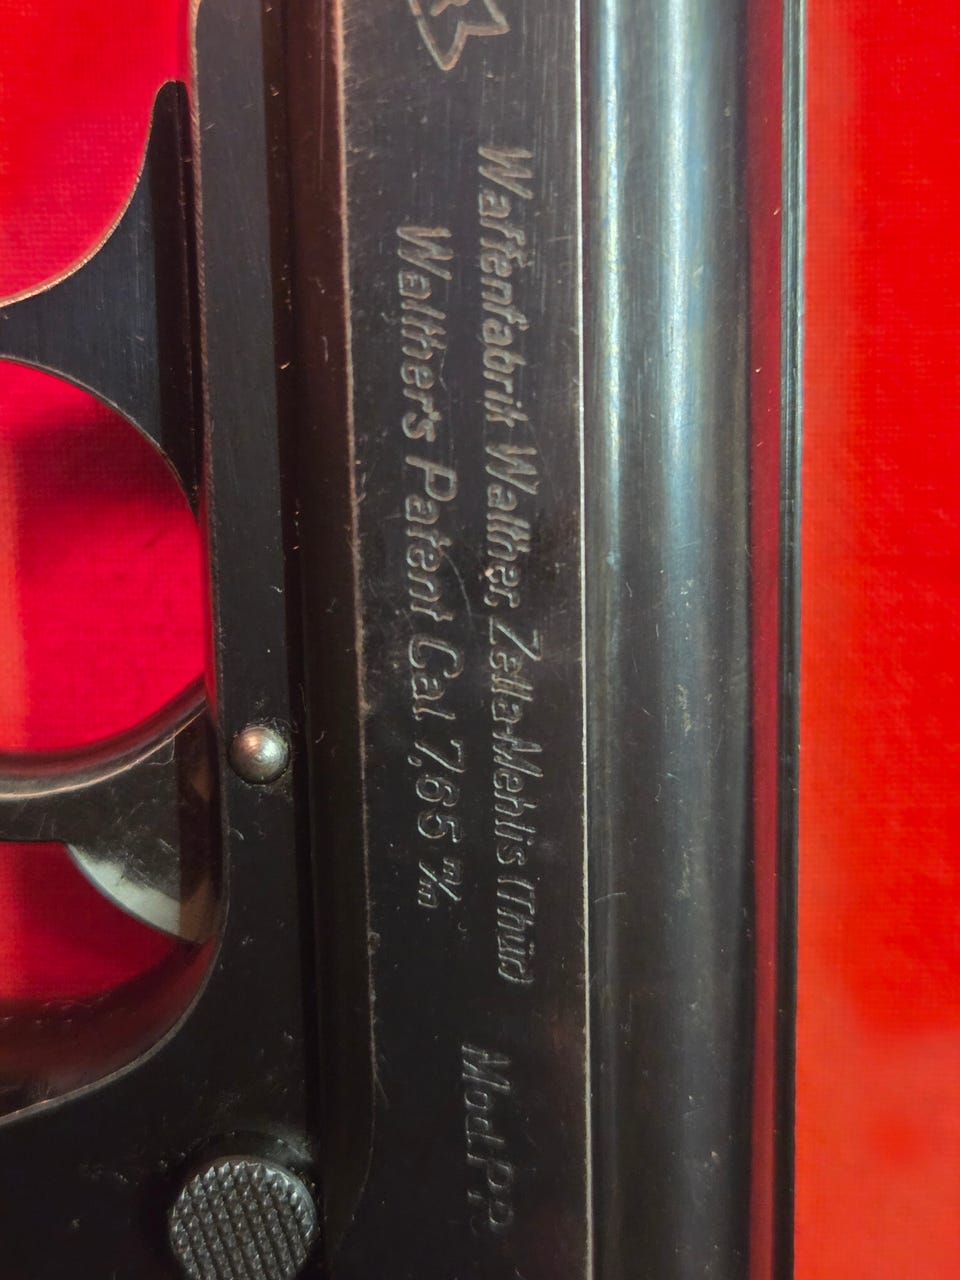 Waffenfabrik Walther Zella-Mehlis (Thür)
Walther's Patent Cal. 7,65 m/m
Mod. PP